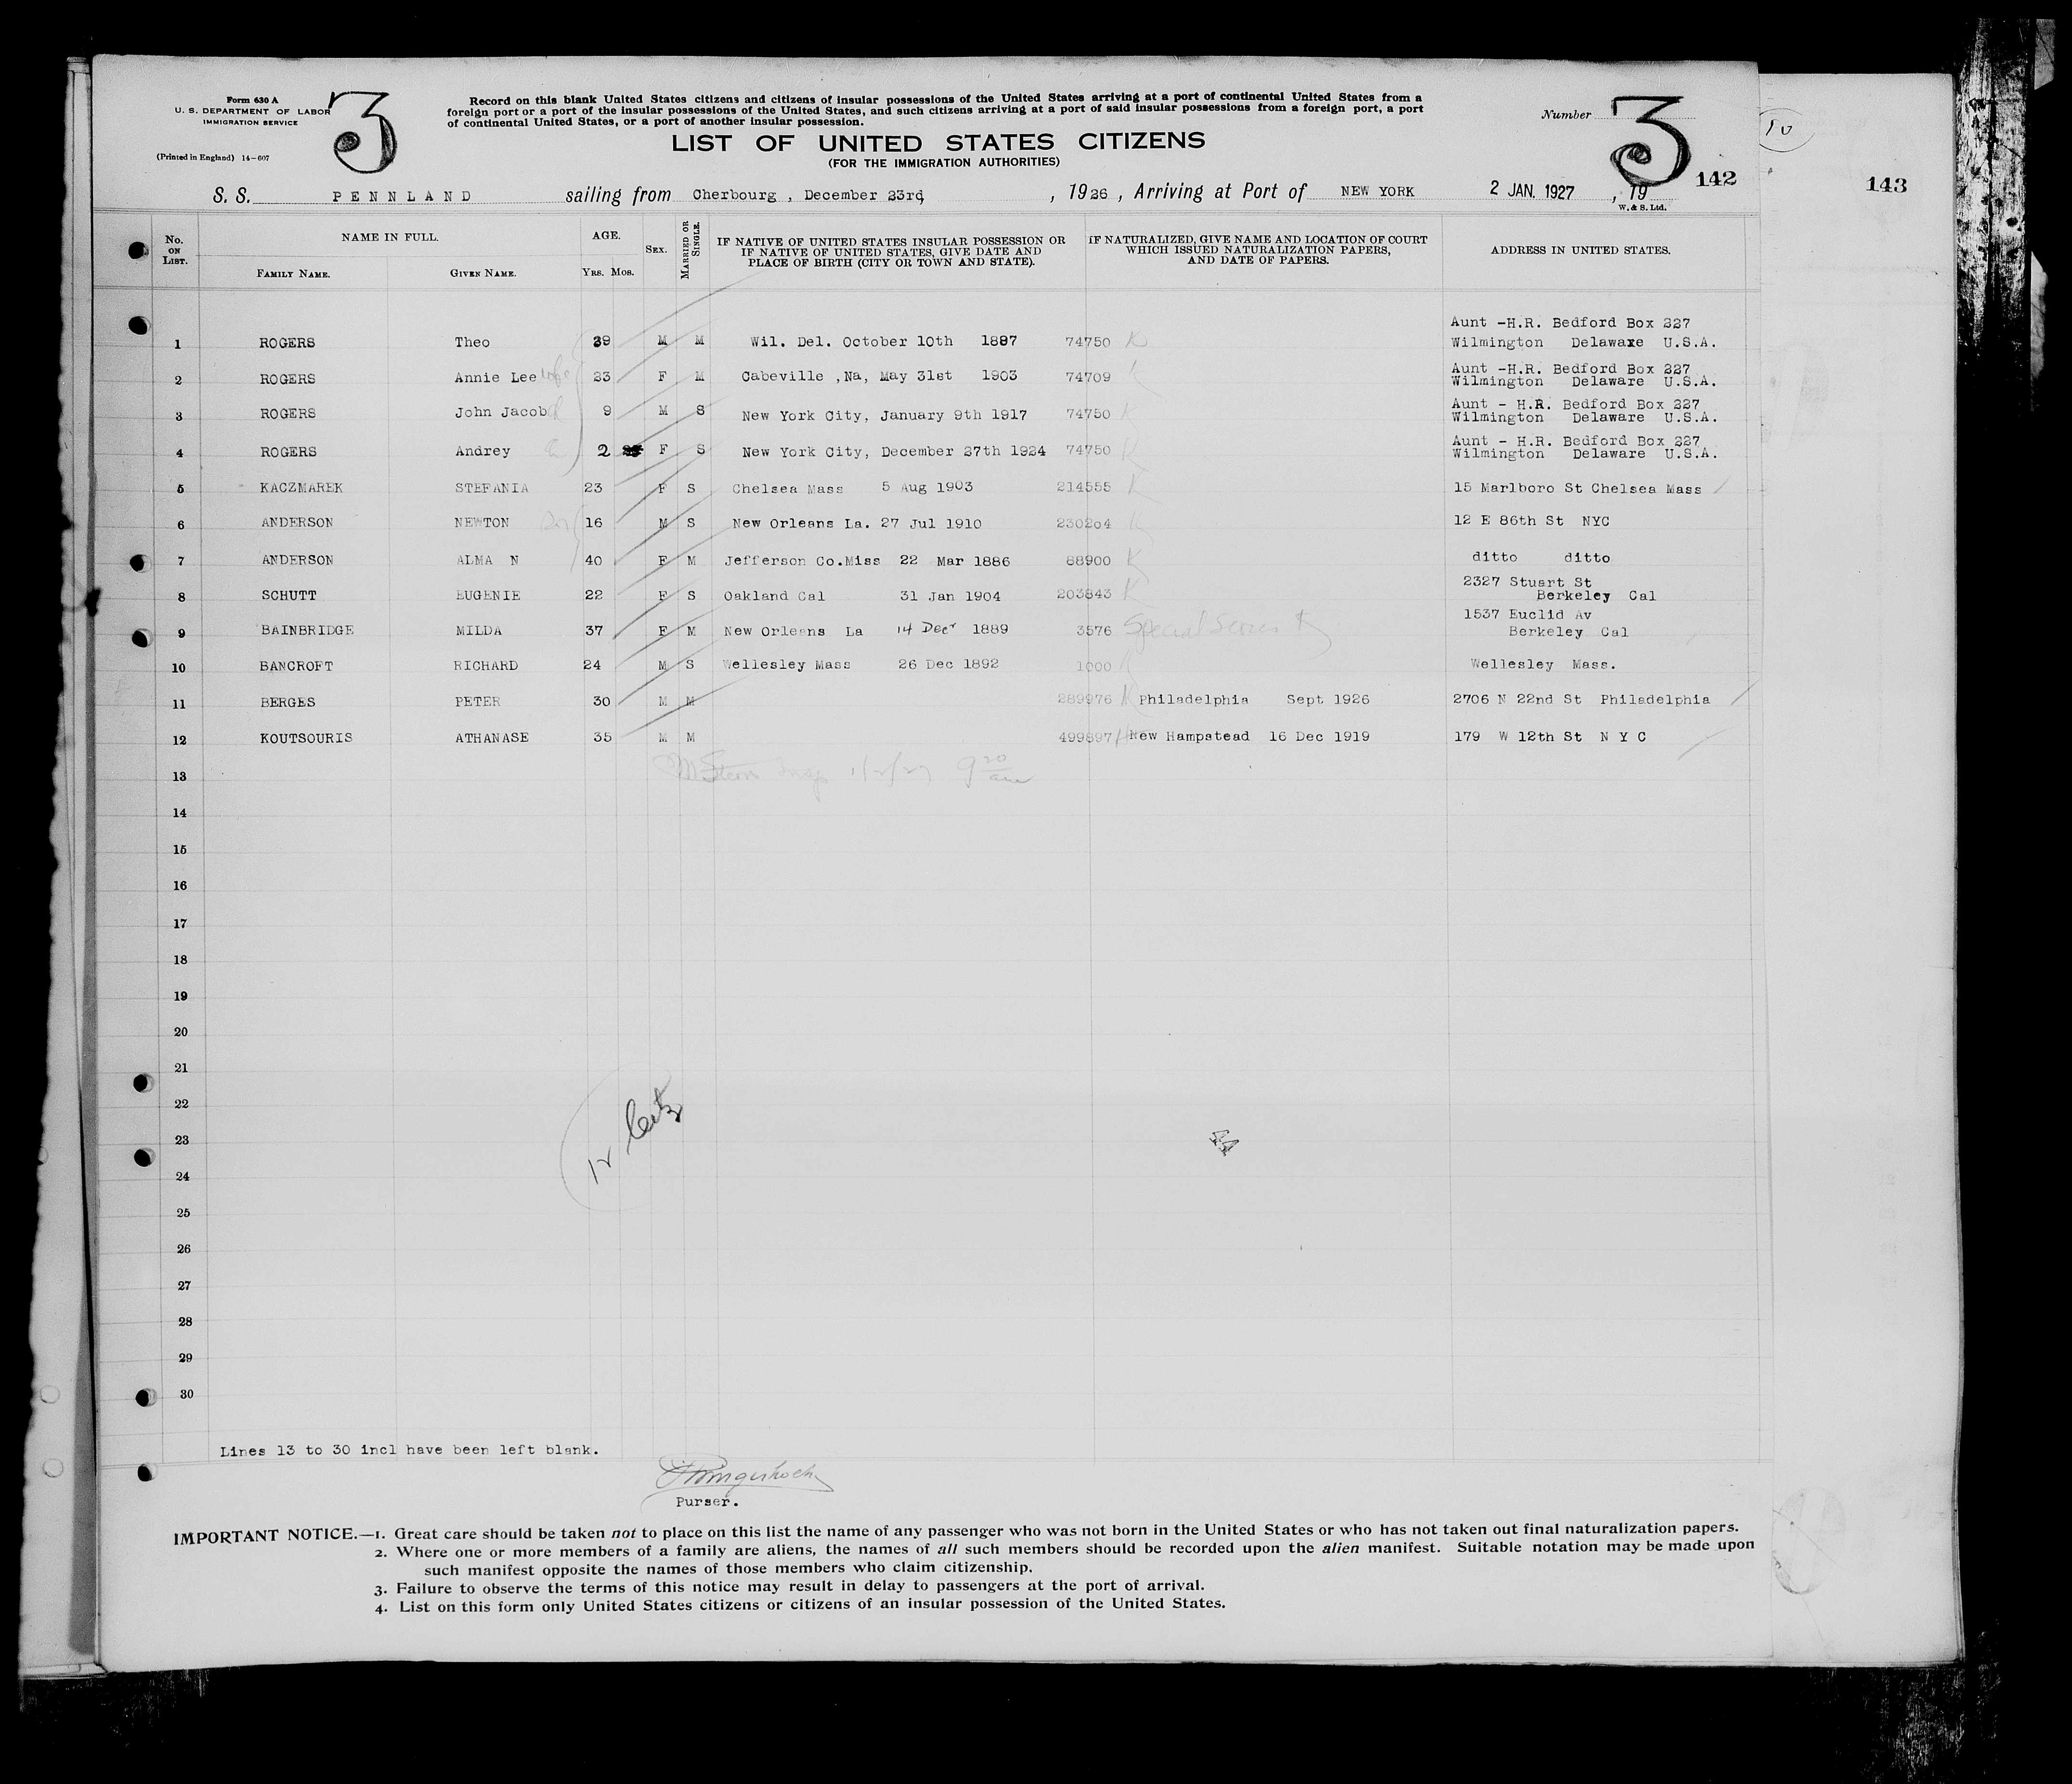 Form 630 A
U. S. DEPARTMENT OF LABOR
IMMIGRATION SERVICE
(Printed in England) 14-607
3
Record on this blank United States citizens and citizens of insular possessions of the United States arriving at a port of continental United States from a
foreign port or a port of the insular possessions of the United States, and such citizens arriving at a port of said insular possessions from a foreign port, a port
of continental United States, or a port of another insular possession.
LIST OF UNITED STATES CITIZENS
(FOR THE IMMIGRATION AUTHORITIES)
Number 3
142
143
10
S. S. PENNLAND sailing from Cherbourg , December 23rd , 1926 , Arriving at Port of NEW YORK 2 JAN. 1927 , 19
W. & S. Ltd.
No. ON LIST. NAME IN FULL. AGE. SEX. MARRIED OR SINGLE. IF NATIVE OF UNITED STATES INSULAR POSSESSION OR IF NATIVE OF UNITED STATES, GIVE DATE AND PLACE OF BIRTH (CITY OR TOWN AND STATE). IF NATURALIZED, GIVE NAME AND LOCATION OF COURT WHICH ISSUED NATURALIZATION PAPERS, AND DATE OF PAPERS. ADDRESS IN UNITED STATES.
FAMILY NAME. GIVEN NAME. YRS. MOS.
Aunt -H.R. Bedford Box 227
1 ROGERS Theo 39 M M Wil. Del. October 10th 1887 74750 K Wilmington Delawaxe U.S.A.
Aunt -H.R. Bedford Box 227
2 ROGERS Annie Lee wife 23 F M Cabeville ,Na, May 31st 1903 74709 K Wilmington Delaware U.S.A.
Aunt - H.R. Bedford Box 227
3 ROGERS John Jacob 9 M S New York City, January 9th 1917 74750 K Wilmington Delaware U.S.A.
Aunt - H.R. Bedford Box 227
4 ROGERS Andrey 2 F S New York City, December 27th 1924 74750 K Wilmington Delaware U.S.A.
5 KACZMAREK STEFANIA 23 F S Chelsea Mass 5 Aug 1903 214555 K 15 Marlboro St Chelsea Mass
6 ANDERSON NEWTON 16 M S New Orleans La. 27 Jul 1910 230204 K 12 E 86th St NYC
7 ANDERSON ALMA N 40 F M Jefferson Co.Miss 22 Mar 1886 88900 K ditto ditto
2327 Stuart St
8 SCHUTT EUGENIE 22 F S Oakland Cal 31 Jan 1904 203843 K Berkeley Cal
1537 Euclid Av
9 BAINBRIDGE MILDA 37 F M New Orleans La 14 Decr 1889 3576 Special Series K Berkeley Cal
10 BANCROFT RICHARD 24 M S Wellesley Mass 26 Dec 1892 1000 K Wellesley Mass.
11 BERGES PETER 30 M M 289976 K Philadelphia Sept 1926 2706 N 22nd St Philadelphia
12 KOUTSOURIS ATHANASE 35 M M 499897 New Hampstead 16 Dec 1919 179 W 12th St N Y C
13 Insp 1/2/27 9 20 am
14
15
16
17
18
19
20
21
22
23
24
25
26
27
28
29
30
12 Citz
Lines 13 to 30 incl have been left blank.
Purser.
IMPORTANT NOTICE.—1. Great care should be taken not to place on this list the name of any passenger who was not born in the United States or who has not taken out final naturalization papers.
2. Where one or more members of a family are aliens, the names of all such members should be recorded upon the alien manifest. Suitable notation may be made upon
such manifest opposite the names of those members who claim citizenship.
3. Failure to observe the terms of this notice may result in delay to passengers at the port of arrival.
4. List on this form only United States citizens or citizens of an insular possession of the United States.